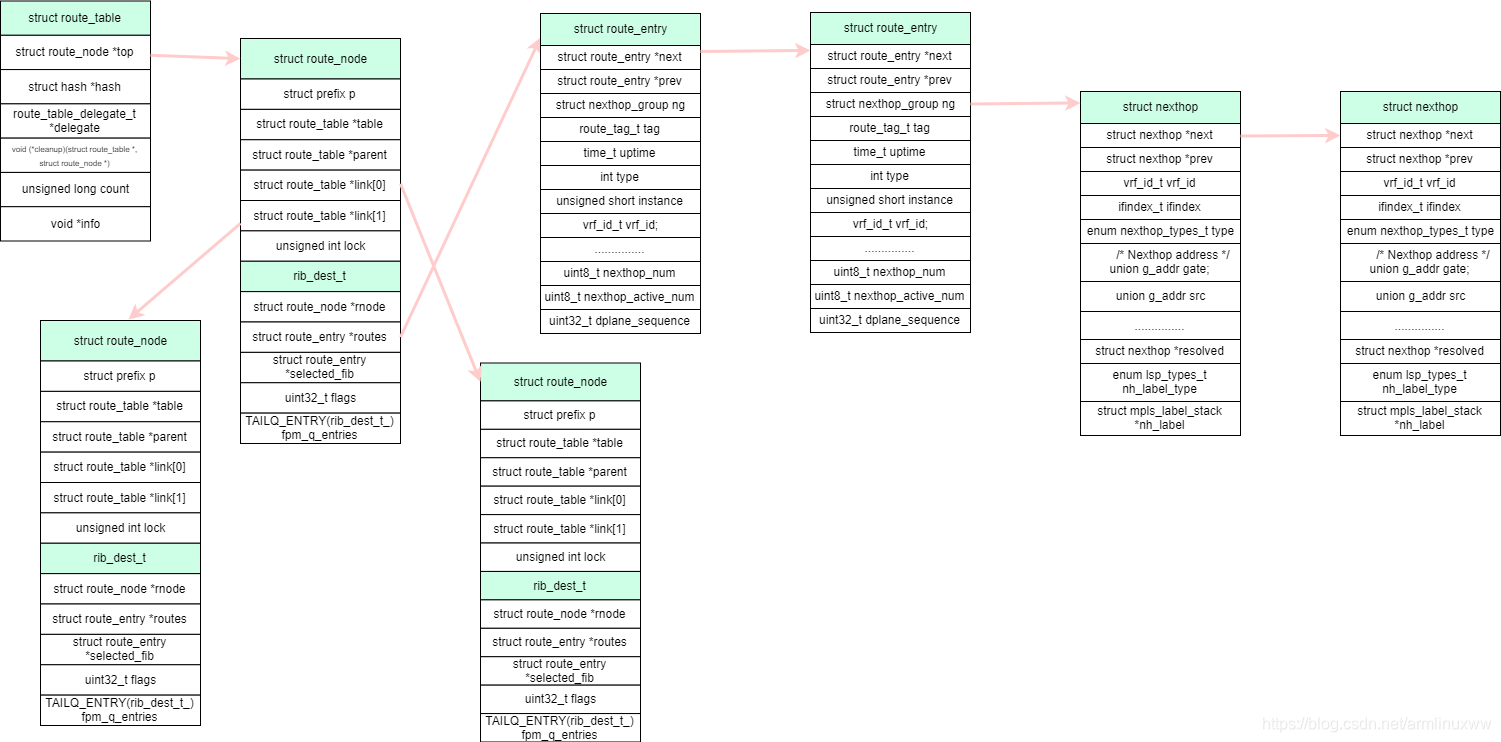 struct route_table
struct route_node *top
struct hash *hash
route_table_delegate_t
*delegate
void (*cleanup)(struct route_table *,
struct route_node *)
unsigned long count
void *info
struct route_node
struct prefix p
struct route_table *table
struct route_table *parent
struct route_table *link[0]
struct route_table *link[1]
unsigned int lock
rib_dest_t
struct route_node *rnode
struct route_entry *routes
struct route_entry
*selected_fib
uint32_t flags
TAILQ_ENTRY(rib_dest_t_)
fpm_q_entries
struct route_node
struct prefix p
struct route_table *table
struct route_table *parent
struct route_table *link[0]
struct route_table *link[1]
unsigned int lock
rib_dest_t
struct route_node *rnode
struct route_entry *routes
struct route_entry
*selected_fib
uint32_t flags
TAILQ_ENTRY(rib_dest_t_)
fpm_q_entries
struct route_node
struct prefix p
struct route_table *table
struct route_table *parent
struct route_table *link[0]
struct route_table *link[1]
unsigned int lock
rib_dest_t
struct route_node *rnode
struct route_entry *routes
struct route_entry
*selected_fib
uint32_t flags
TAILQ_ENTRY(rib_dest_t_)
fpm_q_entries
struct route_entry
struct route_entry *next
struct route_entry *prev
struct nexthop_group ng
route_tag_t tag
time_t uptime
int type
unsigned short instance
vrf_id_t vrf_id;
...............
uint8_t nexthop_num
uint8_t nexthop_active_num
uint32_t dplane_sequence
struct route_entry
struct route_entry *next
struct route_entry *prev
struct nexthop_group ng
route_tag_t tag
time_t uptime
int type
unsigned short instance
vrf_id_t vrf_id;
...............
uint8_t nexthop_num
uint8_t nexthop_active_num
uint32_t dplane_sequence
struct nexthop
struct nexthop *next
struct nexthop *prev
vrf_id_t vrf_id
ifindex_t ifindex
enum nexthop_types_t type
/* Nexthop address */
union g_addr gate;
union g_addr src
...............
struct nexthop *resolved
enum lsp_types_t
nh_label_type
struct mpls_label_stack
*nh_label
struct nexthop
struct nexthop *next
struct nexthop *prev
vrf_id_t vrf_id
ifindex_t ifindex
enum nexthop_types_t type
/* Nexthop address */
union g_addr gate;
union g_addr src
...............
struct nexthop *resolved
enum lsp_types_t
nh_label_type
struct mpls_label_stack
*nh_label
https://blog.csdn.net/armlinuxww